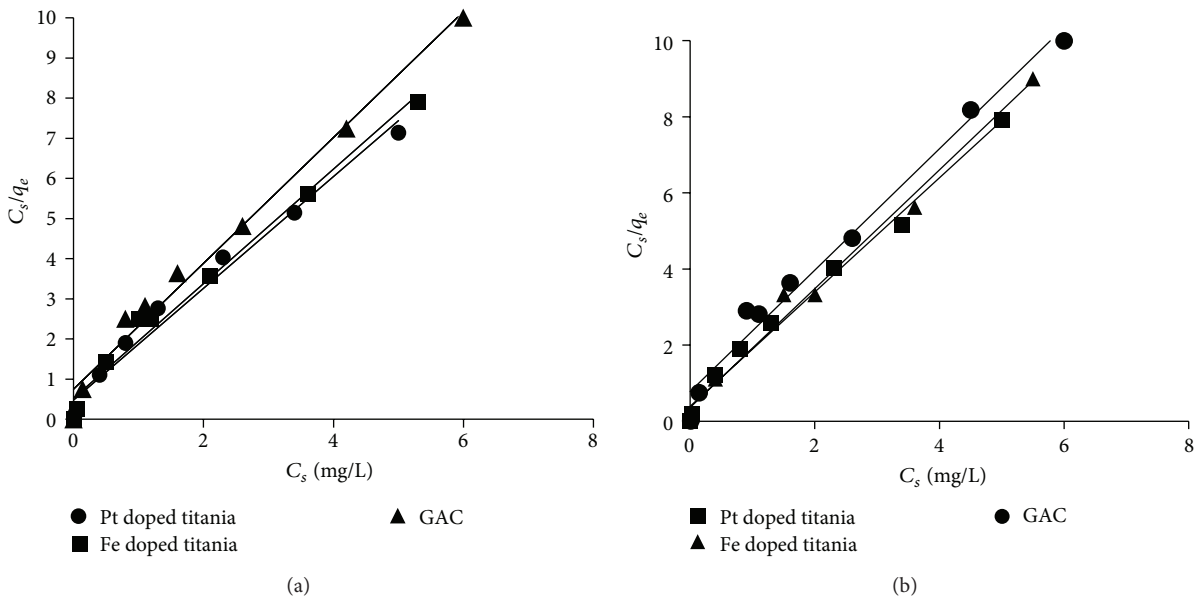 10
9
8
7
6
5
4
3
2
1
0
0 2 4 6 8
C_s/q_e
C_s (mg/L)
Pt doped titania
GAC
Fe doped titania
(a)
10
8
6
4
2
0
0 2 4 6 8
C_s/q_e
C_s (mg/L)
Pt doped titania
GAC
Fe doped titania
(b)